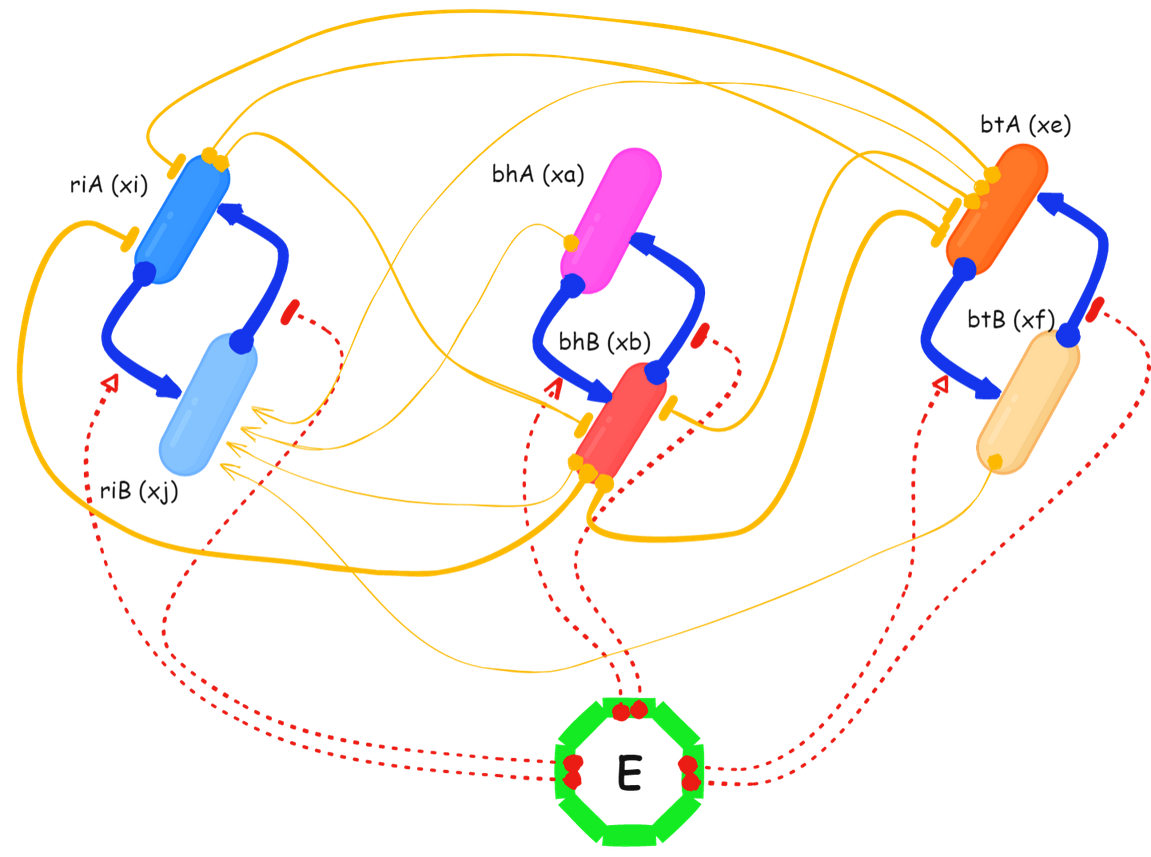 btA (xe)
riA (xi)
bhA (xa)
btB (xf)
bhB (xb)
riB (xj)
E